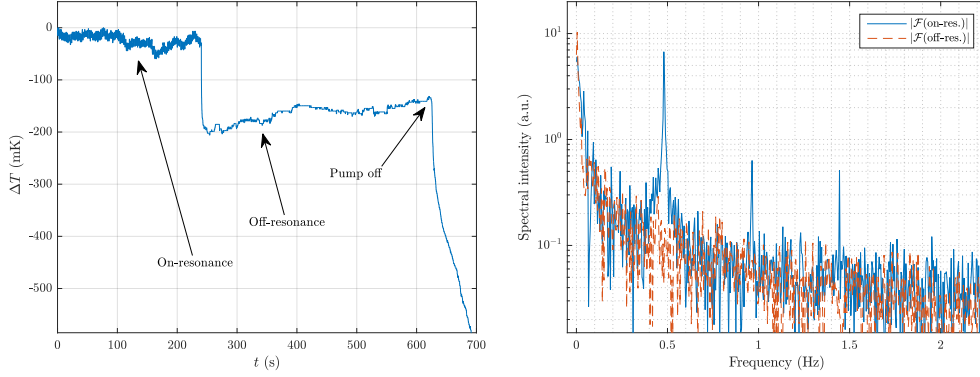 0
-100
-200
-300
-400
-500
ΔT (mK)
On-resonance
Off-resonance
Pump off
0 100 200 300 400 500 600 700
t (s)
10^1
10^0
10^-1
Spectral intensity (a.u.)
|F(on-res.)|
|F(off-res.)|
0 0.5 1 1.5 2
Frequency (Hz)